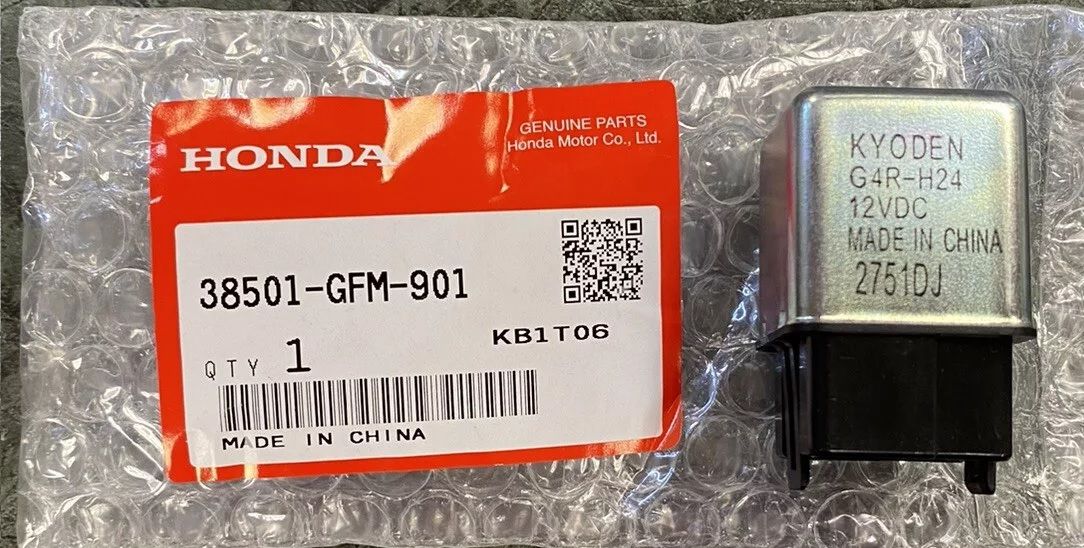 HONDA
GENUINE PARTS
Honda Motor Co., Ltd.
38501-GFM-901
KB1T06
QTY 1
MADE IN CHINA
KYODEN
G4R-H24
12VDC
MADE IN CHINA
2751DJ